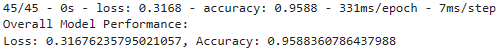 45/45 - 0s - loss: 0.3168 - accuracy: 0.9588 - 331ms/epoch - 7ms/step
Overall Model Performance:
Loss: 0.31676235795021057, Accuracy: 0.9588360786437988